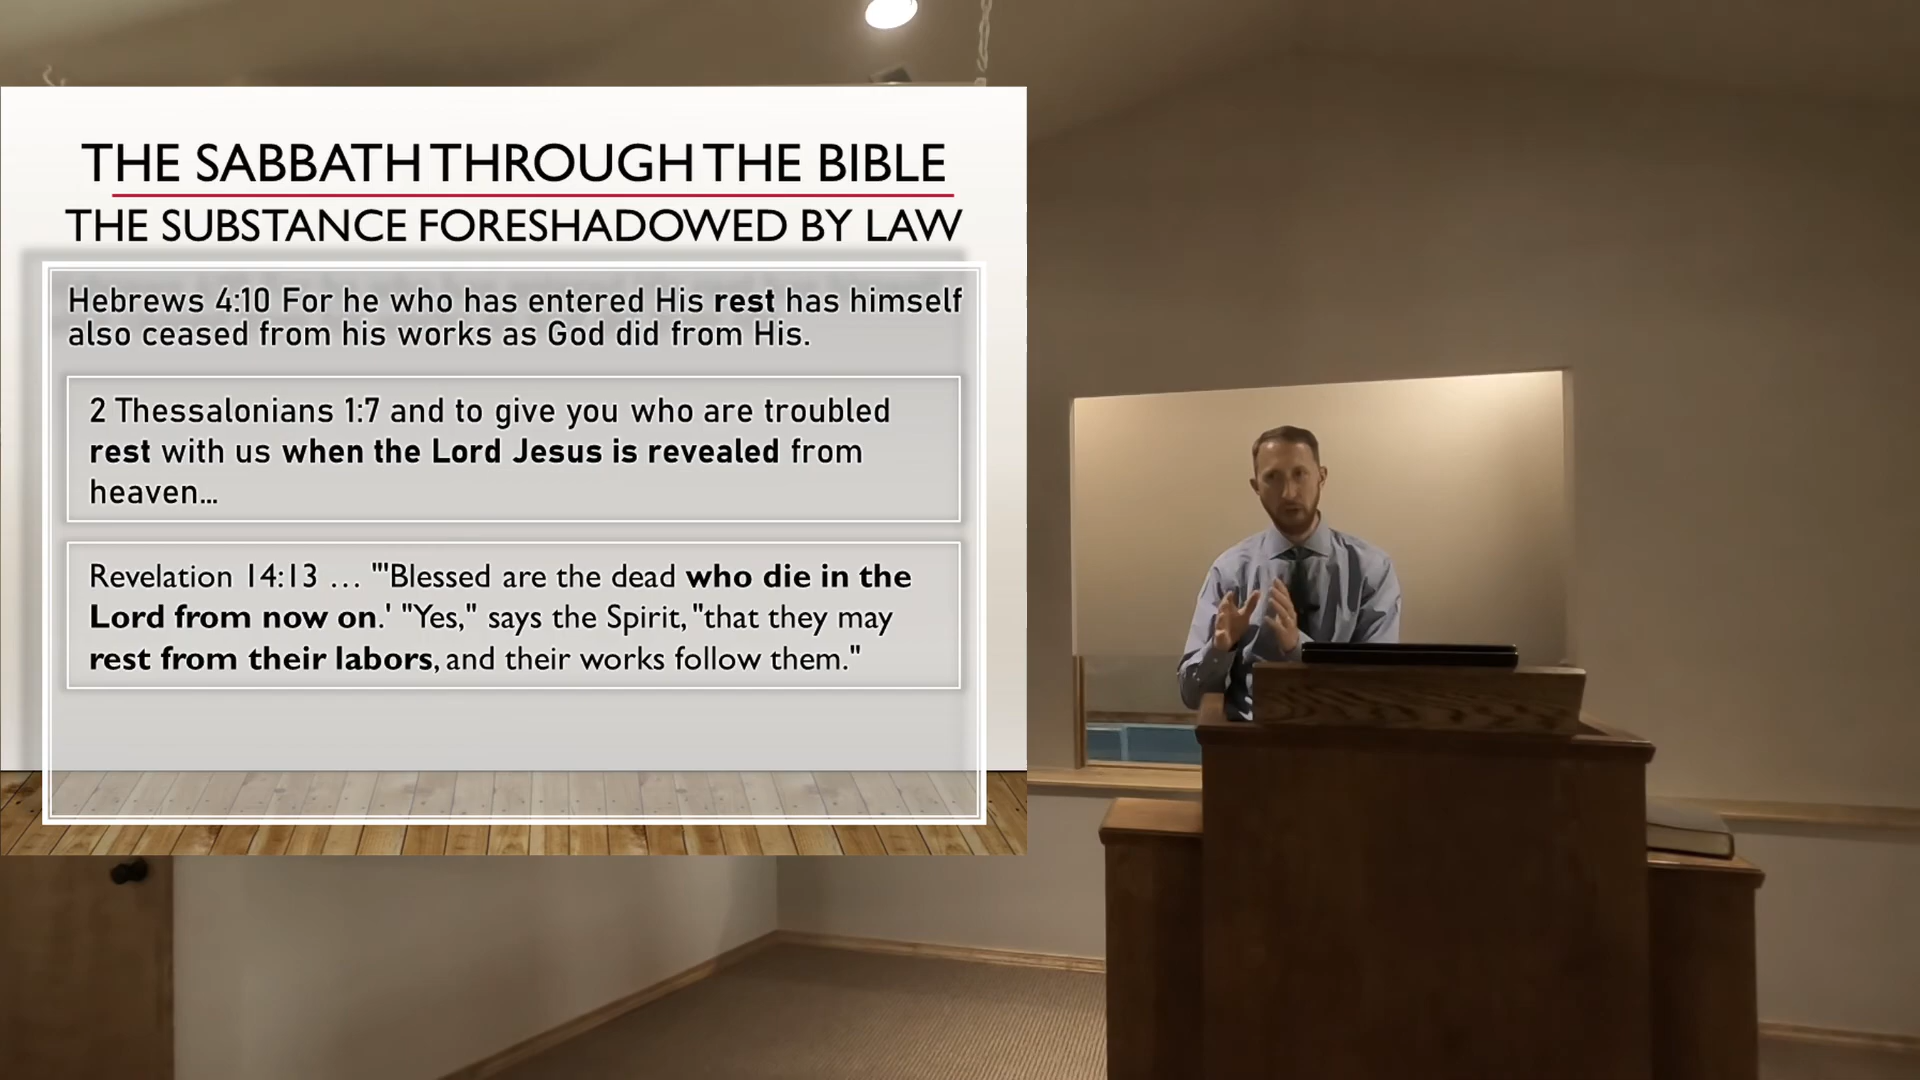 THE SABBATH THROUGH THE BIBLE
THE SUBSTANCE FORESHADOWED BY LAW
Hebrews 4:10 For he who has entered His rest has himself
also ceased from his works as God did from His.
2 Thessalonians 1:7 and to give you who are troubled
rest with us when the Lord Jesus is revealed from
heaven...
Revelation 14:13 ... "'Blessed are the dead who die in the
Lord from now on.' "Yes," says the Spirit, "that they may
rest from their labors, and their works follow them."